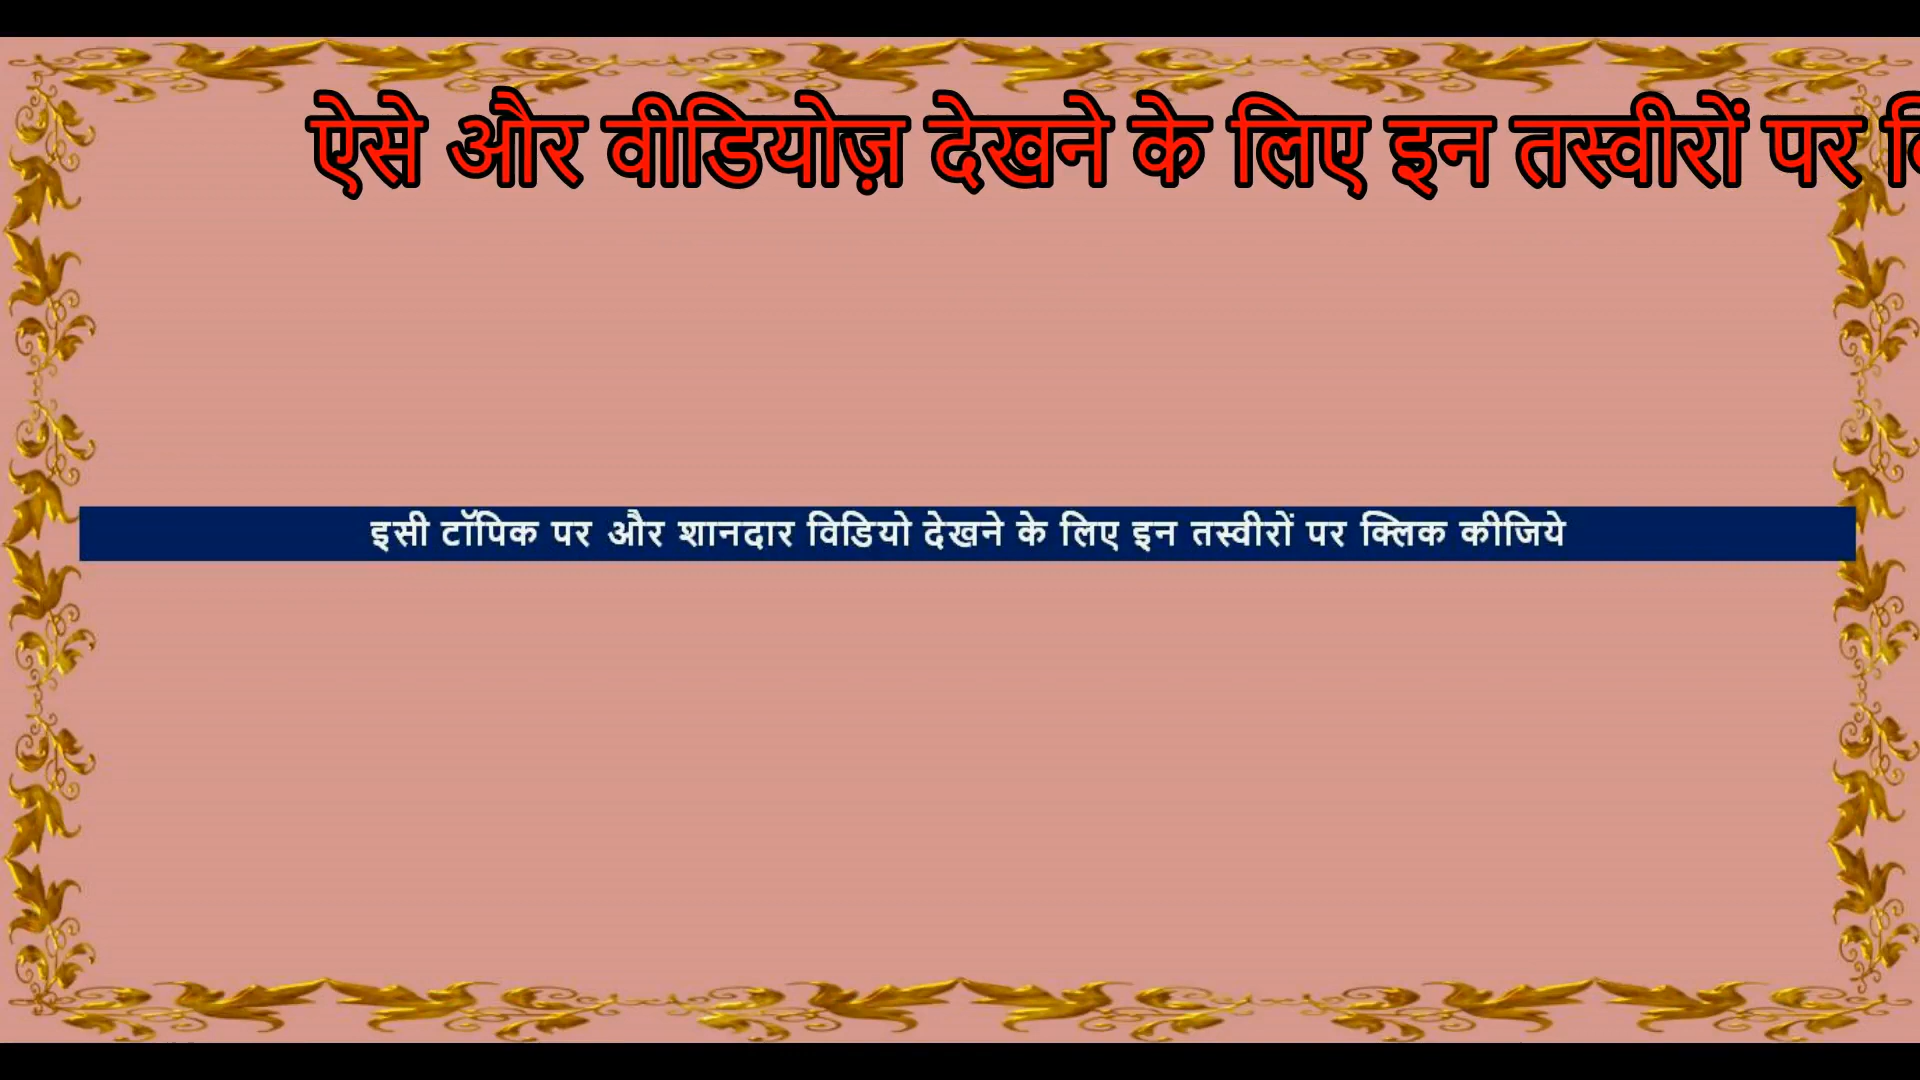 ऐसे और वीडियोज़ देखने के लिए इन तस्वीरों पर
इसी टॉपिक पर और शानदार विडियो देखने के लिए इन तस्वीरों पर क्लिक कीजिये